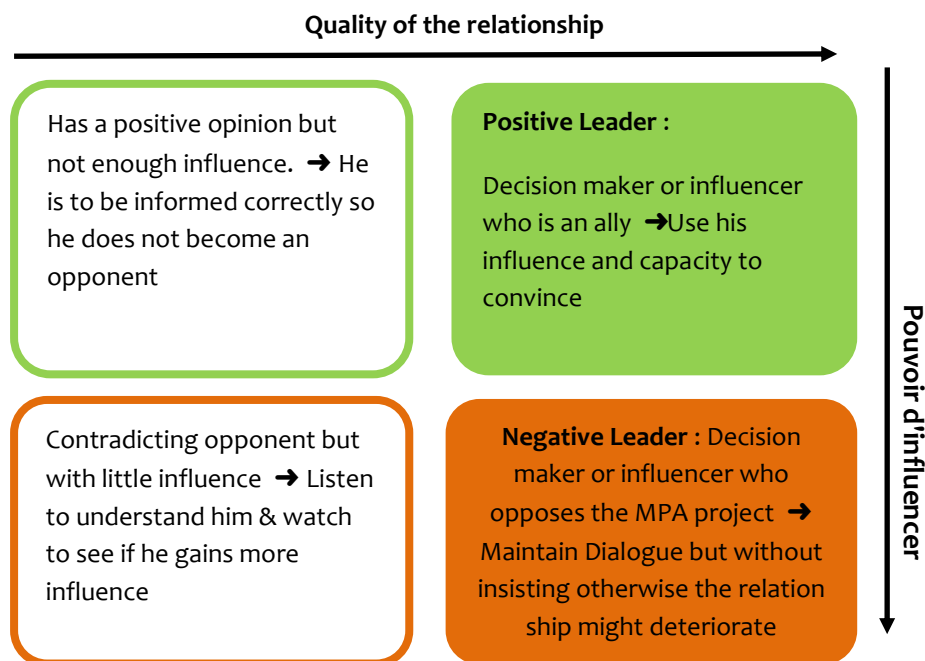 Quality of the relationship
Has a positive opinion but
not enough influence. ➜ He
is to be informed correctly so
he does not become an
opponent
Positive Leader :
Decision maker or influencer
who is an ally ➜Use his
influence and capacity to
convince
Pouvoir d'influencer
Contradicting opponent but
with little influence ➜ Listen
to understand him & watch
to see if he gains more
influence
Negative Leader : Decision
maker or influencer who
opposes the MPA project ➜
Maintain Dialogue but without
insisting otherwise the relation
ship might deteriorate